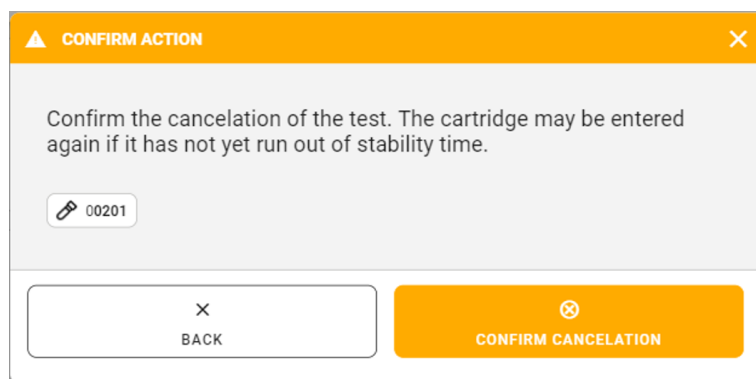 CONFIRM ACTION
Confirm the cancelation of the test. The cartridge may be entered
again if it has not yet run out of stability time.
00201
BACK
CONFIRM CANCELATION